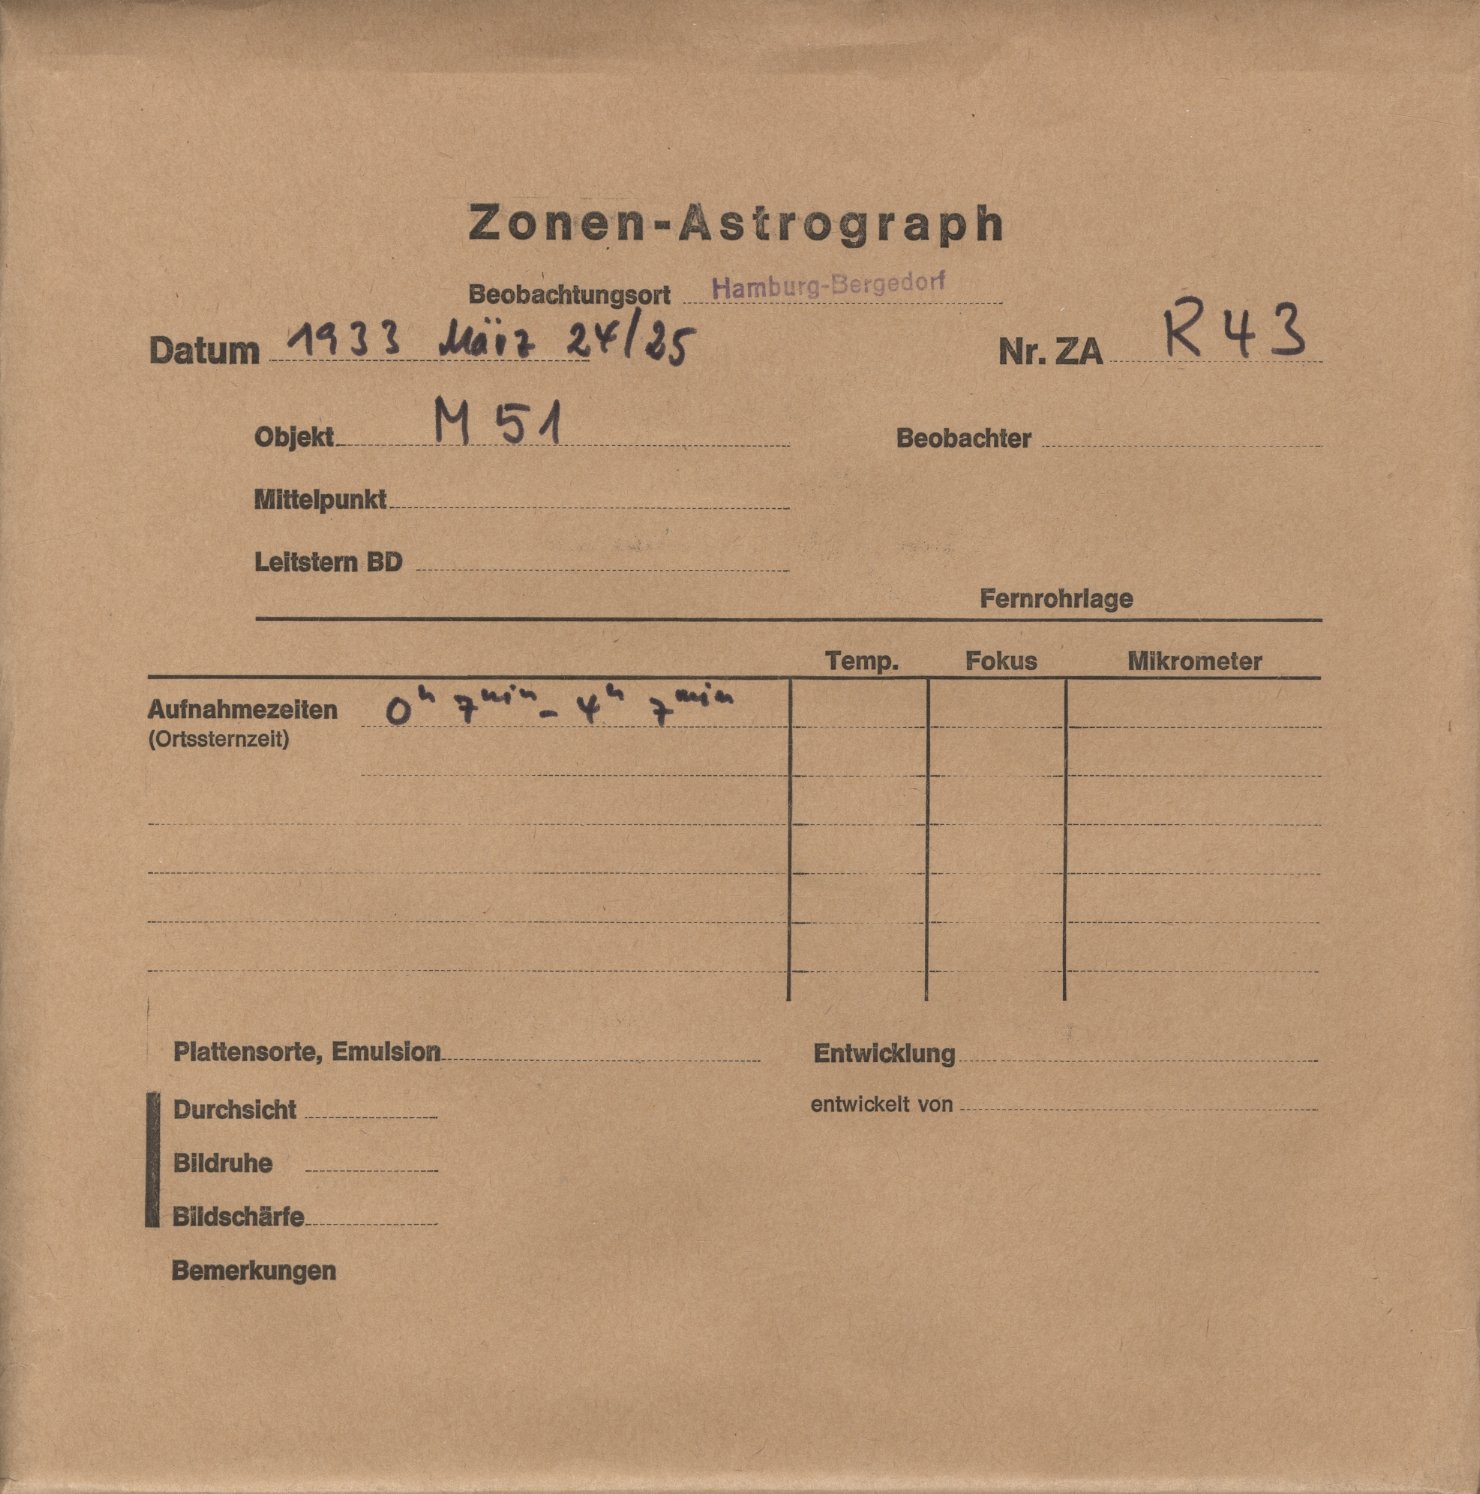 Zonen-Astrograph
Beobachtungsort Hamburg-Bergedorf
Datum 1933 März 24/25 Nr. ZA R43
Objekt M 51 Beobachter
Mittelpunkt
Leitstern BD
Fernrohrlage
Temp. Fokus Mikrometer
Aufnahmezeiten 0h 7min - 4h 7min
(Ortssternzeit)
Plattensorte, Emulsion Entwicklung
Durchsicht entwickelt von
Bildruhe
Bildschärfe
Bemerkungen